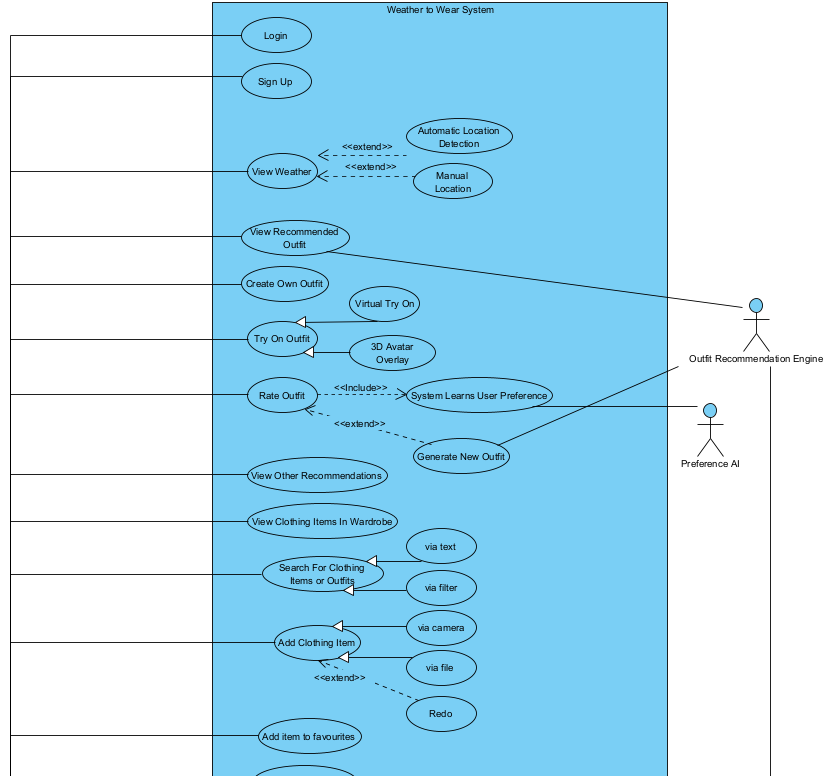 Weather to Wear System
Login
Sign Up
Automatic Location
Detection
<<extend>>
<<extend>>
View Weather
Manual
Location
View Recommended
Outfit
Create Own Outfit
Virtual Try On
Try On Outfit
3D Avatar
Overlay
Outfit Recommendation Engine
Rate Outfit
<<Include>>
System Learns User Preference
<<extend>>
Generate New Outfit
Preference AI
View Other Recommendations
View Clothing Items In Wardrobe
via text
Search For Clothing
Items or Outfits
via filter
via camera
Add Clothing Item
via file
<<extend>>
Redo
Add item to favourites